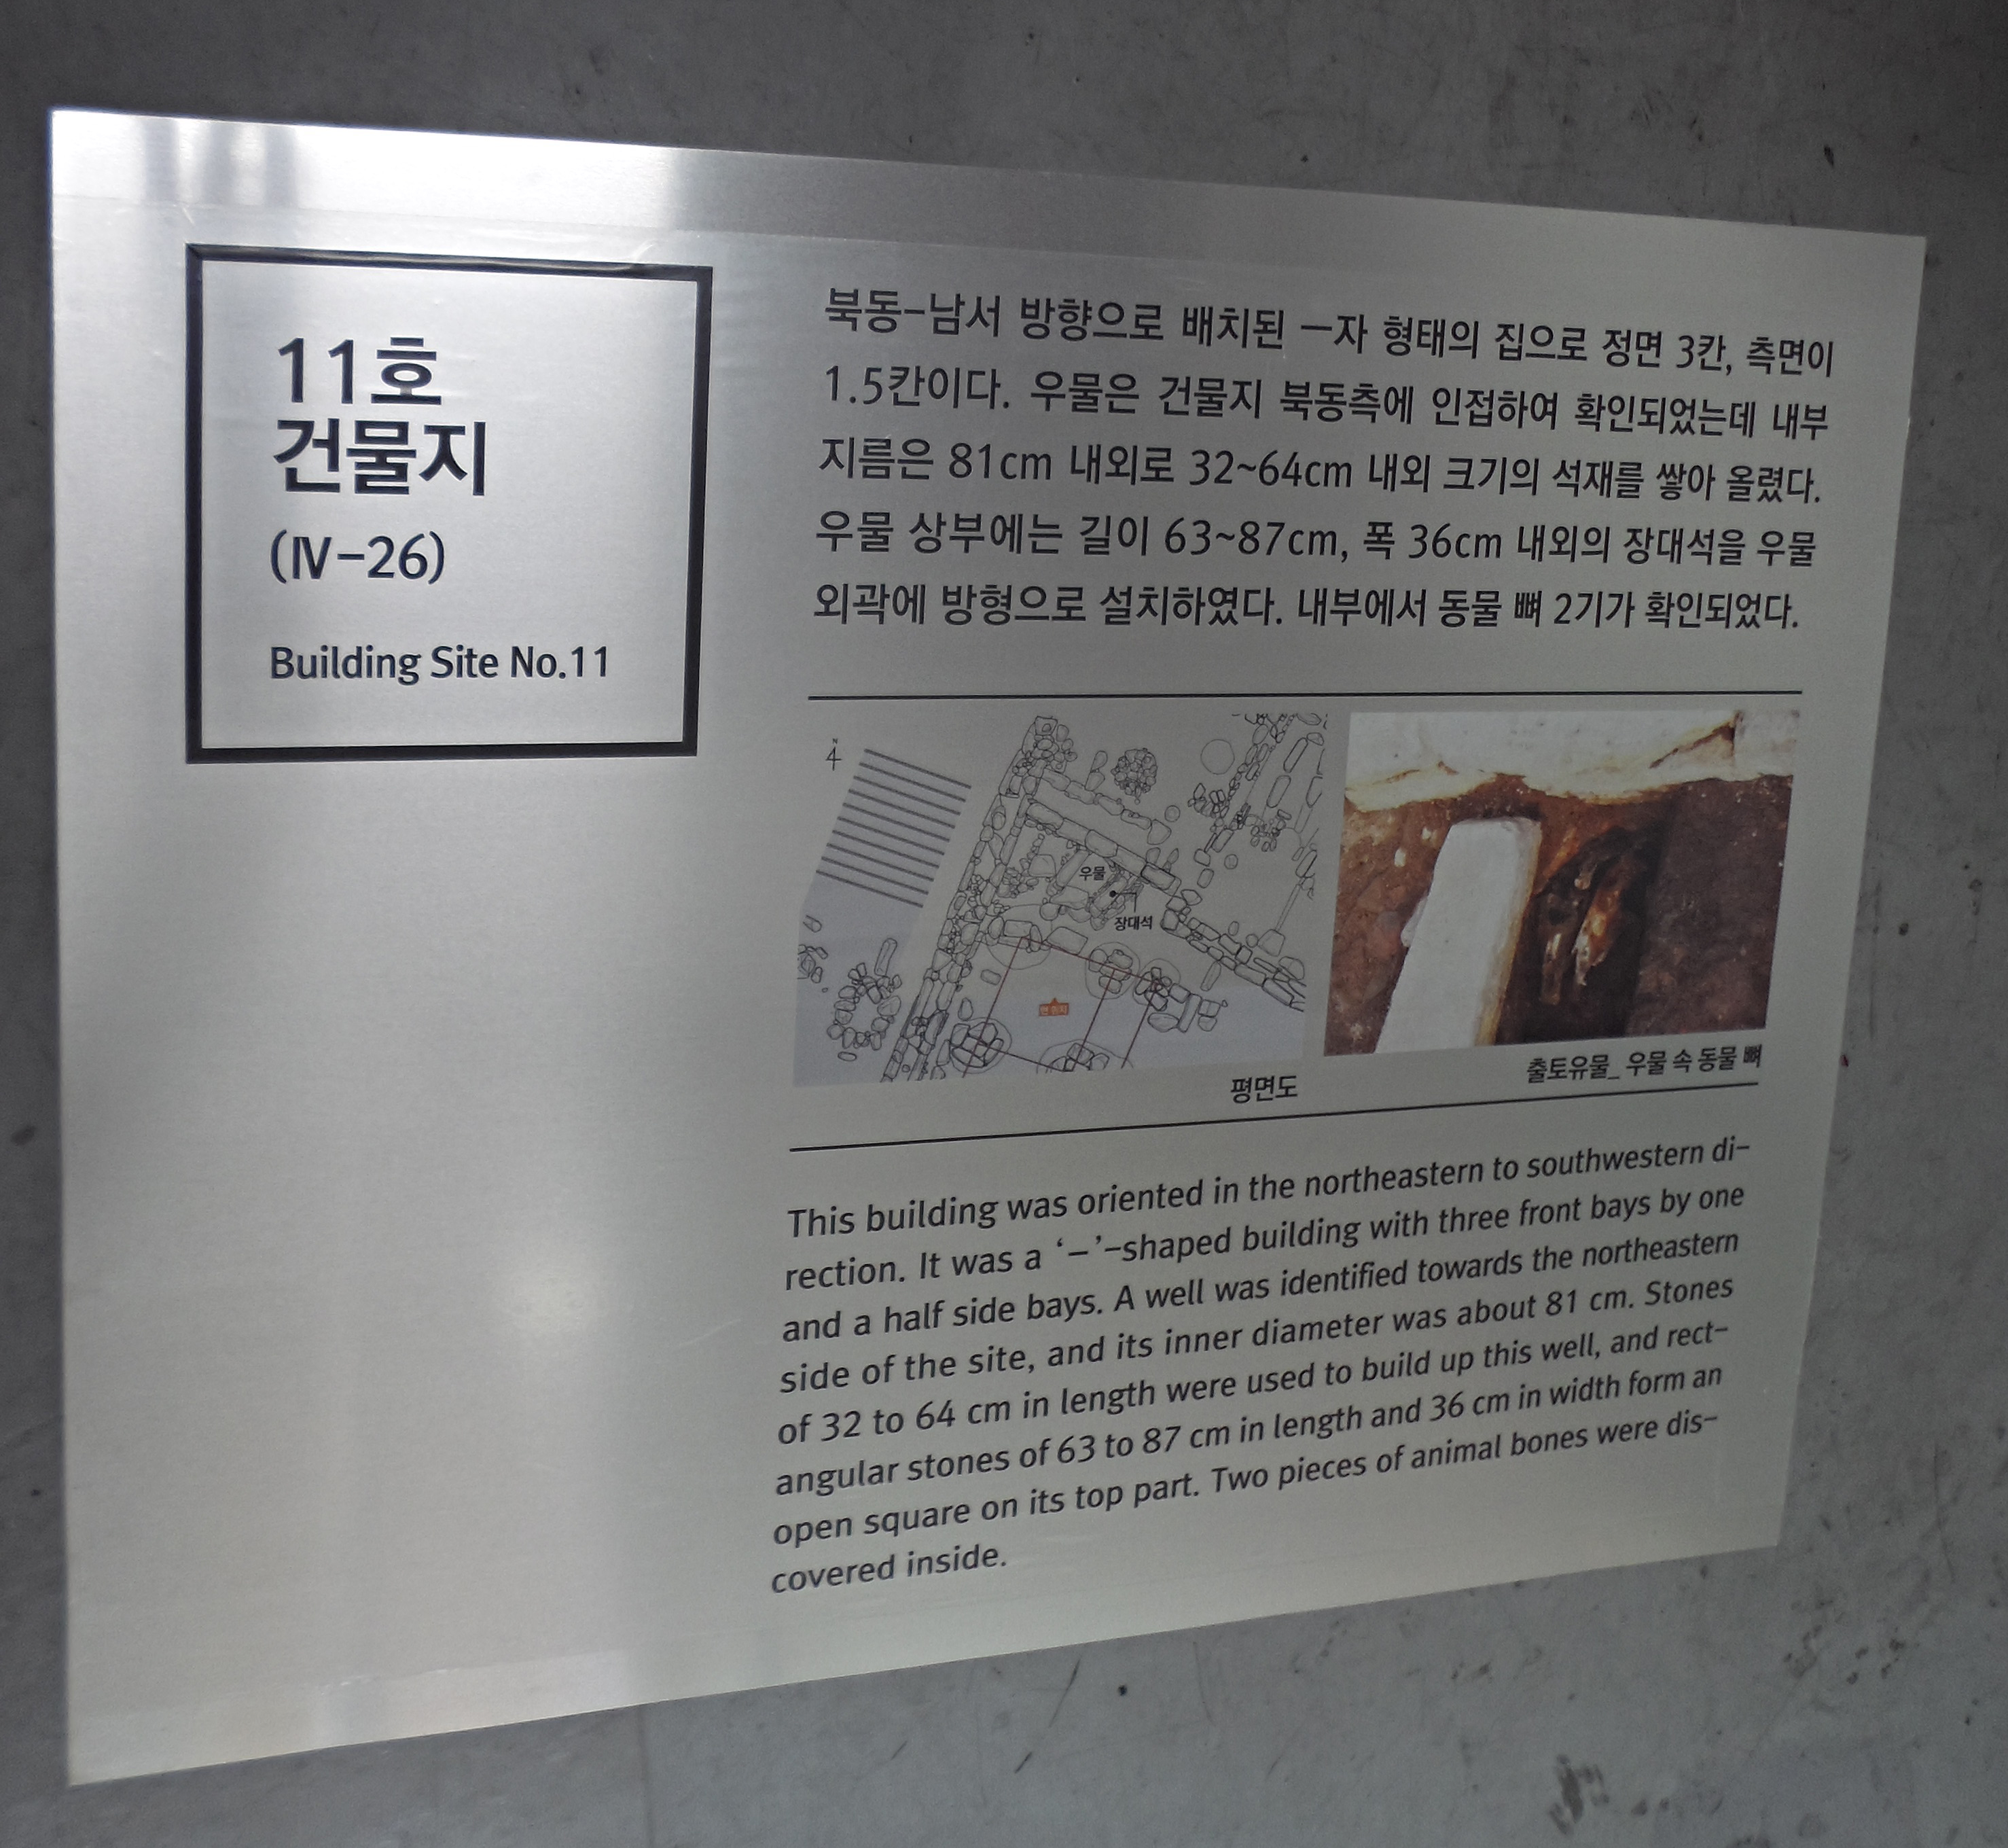 11호
건물지
(Ⅳ-26)
Building Site No.11
북동-남서 방향으로 배치된 一자 형태의 집으로 정면 3칸, 측면이
1.5칸이다. 우물은 건물지 북동측에 인접하여 확인되었는데 내부
지름은 81cm 내외로 32~64cm 내외 크기의 석재를 쌓아 올렸다.
우물 상부에는 길이 63~87cm, 폭 36cm 내외의 장대석을 우물
외곽에 방형으로 설치하였다. 내부에서 동물 뼈 2기가 확인되었다.
N
우물
장대석
평면도
출토유물_ 우물 속 동물 뼈
This building was oriented in the northeastern to southwestern di-
rection. It was a ‘–’-shaped building with three front bays by one
and a half side bays. A well was identified towards the northeastern
side of the site, and its inner diameter was about 81 cm. Stones
of 32 to 64 cm in length were used to build up this well, and rect-
angular stones of 63 to 87 cm in length and 36 cm in width form an
open square on its top part. Two pieces of animal bones were dis-
covered inside.